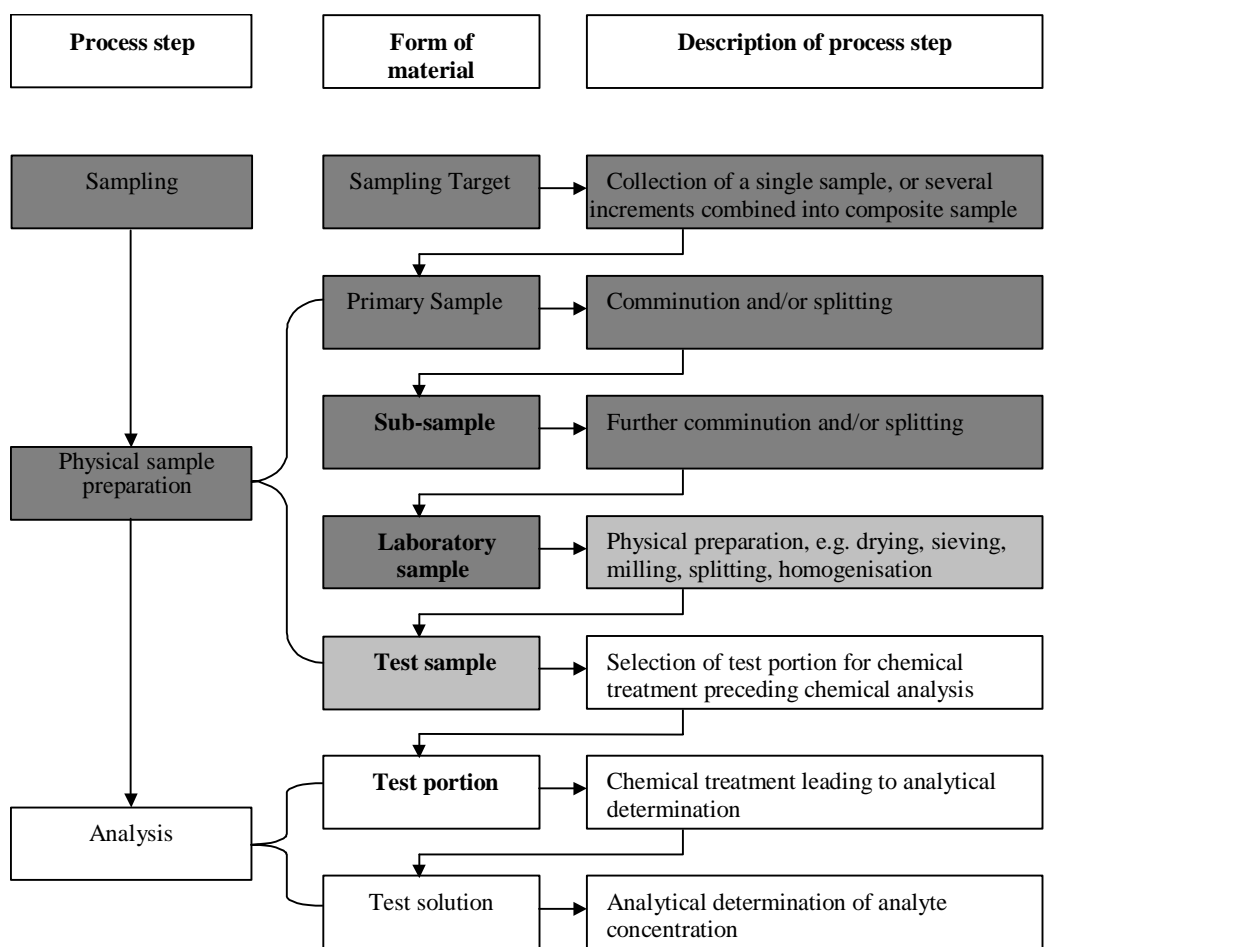 Process step
Form of
material
Description of process step
Sampling
Sampling Target
Collection of a single sample, or several
increments combined into composite sample
Primary Sample
Comminution and/or splitting
Sub-sample
Further comminution and/or splitting
Physical sample
preparation
Laboratory
sample
Physical preparation, e.g. drying, sieving,
milling, splitting, homogenisation
Test sample
Selection of test portion for chemical
treatment preceding chemical analysis
Test portion
Chemical treatment leading to analytical
determination
Analysis
Test solution
Analytical determination of analyte
concentration